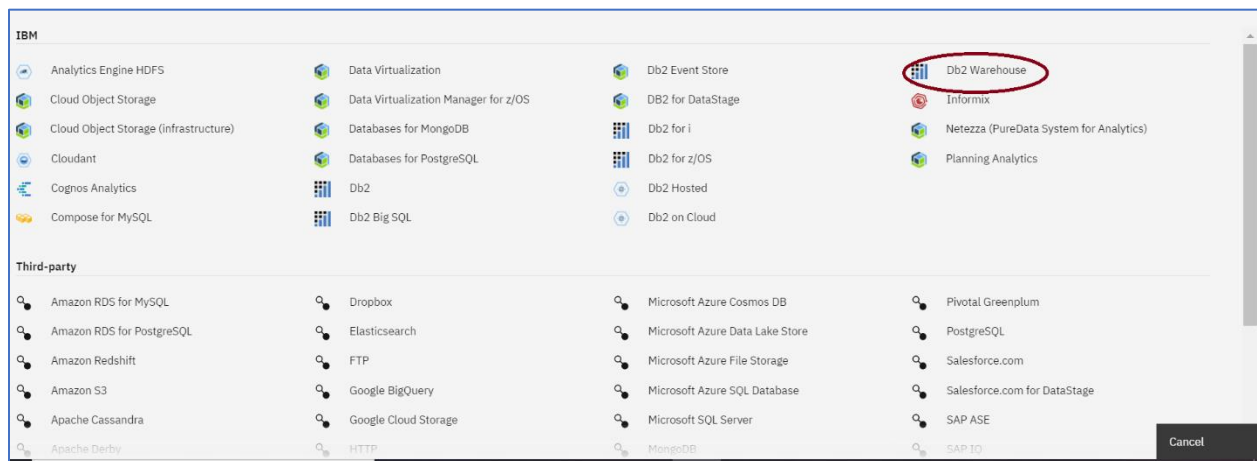 IBM
Analytics Engine HDFS
Data Virtualization
Db2 Event Store
Db2 Warehouse
Cloud Object Storage
Data Virtualization Manager for z/OS
DB2 for DataStage
Informix
Cloud Object Storage (infrastructure)
Databases for MongoDB
Db2 for i
Netezza (PureData System for Analytics)
Cloudant
Databases for PostgreSQL
Db2 for z/OS
Planning Analytics
Cognos Analytics
Db2
Db2 Hosted
Compose for MySQL
Db2 Big SQL
Db2 on Cloud
Third-party
Amazon RDS for MySQL
Dropbox
Microsoft Azure Cosmos DB
Pivotal Greenplum
Amazon RDS for PostgreSQL
Elasticsearch
Microsoft Azure Data Lake Store
PostgreSQL
Amazon Redshift
FTP
Microsoft Azure File Storage
Salesforce.com
Amazon S3
Google BigQuery
Microsoft Azure SQL Database
Salesforce.com for DataStage
Apache Cassandra
Google Cloud Storage
Microsoft SQL Server
SAP ASE
Apache Derby
HTTP
MongoDB
SAP IQ
Cancel